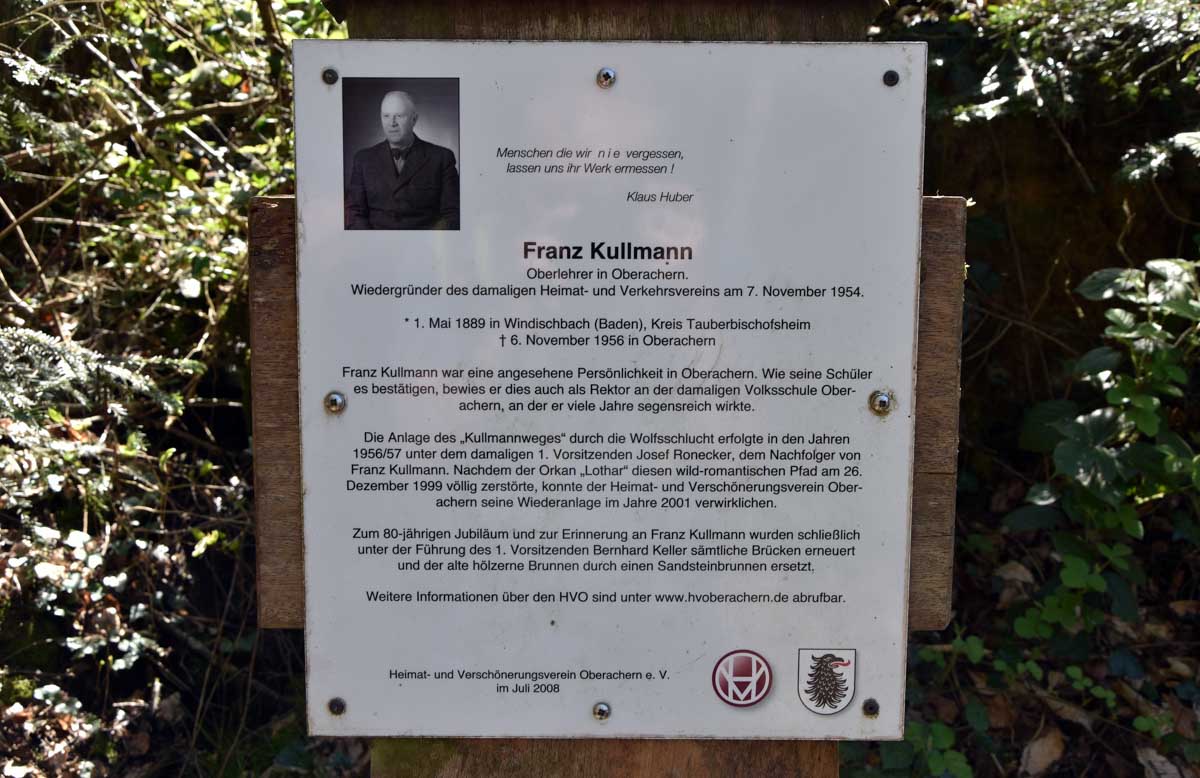 Menschen die wir n i e vergessen,
lassen uns ihr Werk ermessen !
Klaus Huber
Franz Kullmann
Oberlehrer in Oberachern.
Wiedergründer des damaligen Heimat- und Verkehrsvereins am 7. November 1954.
* 1. Mai 1889 in Windischbach (Baden), Kreis Tauberbischofsheim
† 6. November 1956 in Oberachern
Franz Kullmann war eine angesehene Persönlichkeit in Oberachern. Wie seine Schüler
es bestätigen, bewies er dies auch als Rektor an der damaligen Volksschule Ober-
achern, an der er viele Jahre segensreich wirkte.
Die Anlage des „Kullmannweges“ durch die Wolfsschlucht erfolgte in den Jahren
1956/57 unter dem damaligen 1. Vorsitzenden Josef Ronecker, dem Nachfolger von
Franz Kullmann. Nachdem der Orkan „Lothar“ diesen wild-romantischen Pfad am 26.
Dezember 1999 völlig zerstörte, konnte der Heimat- und Verschönerungsverein Ober-
achern seine Wiederanlage im Jahre 2001 verwirklichen.
Zum 80-jährigen Jubiläum und zur Erinnerung an Franz Kullmann wurden schließlich
unter der Führung des 1. Vorsitzenden Bernhard Keller sämtliche Brücken erneuert
und der alte hölzerne Brunnen durch einen Sandsteinbrunnen ersetzt.
Weitere Informationen über den HVO sind unter www.hvoberachern.de abrufbar.
Heimat- und Verschönerungsverein Oberachern e. V.
im Juli 2008